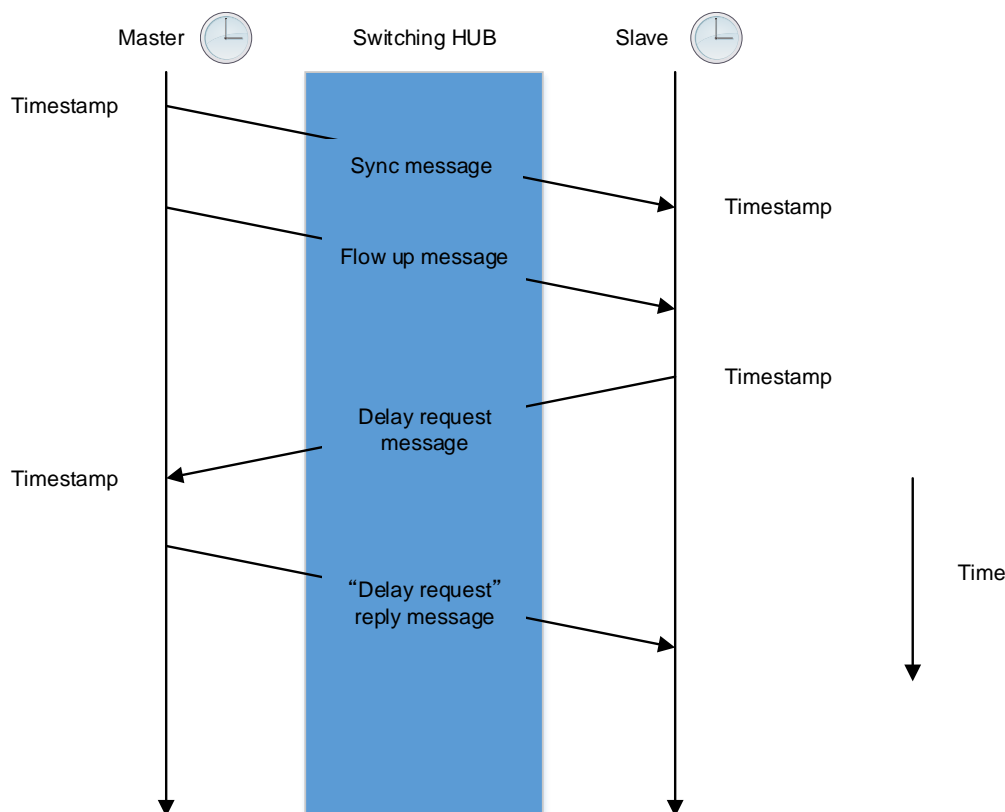 Master
Switching HUB
Slave
Timestamp
Sync message
Timestamp
Flow up message
Timestamp
Delay request
message
Timestamp
“Delay request”
reply message
Time